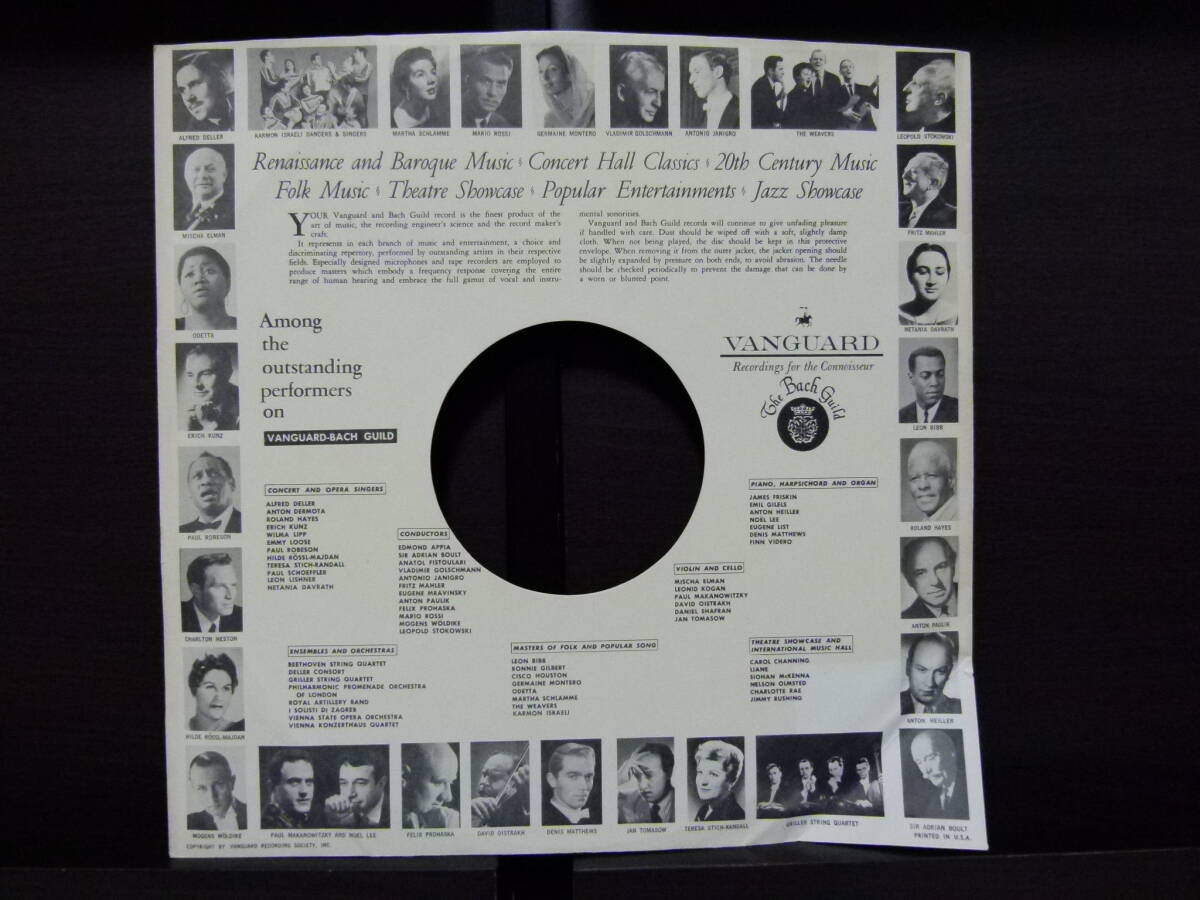 ALFRED DELLER
KARMON ISRAELI DANCERS & SINGERS
MARTHA SCHLAMME
MARIO ROSSI
GERMAINE MONTERO
VLADIMIR GOLSCHMANN
ANTONIO JANIGRO
THE WEAVERS
LEOPOLD STOKOWSKI
Renaissance and Baroque Music § Concert Hall Classics § 20th Century Music
Folk Music § Theatre Showcase § Popular Entertainments § Jazz Showcase
YOUR Vanguard and Bach Guild record is the finest product of the
art of music, the recording engineer's science and the record maker's
craft.
It represents in each branch of music and entertainment, a choice and
discriminating repertory, performed by outstanding artists in their respective
fields. Especially designed microphones and tape recorders are employed to
produce masters which embody a frequency response covering the entire
range of human hearing and embrace the full gamut of vocal and instru-
mental sonorities.
Vanguard and Bach Guild records will continue to give unfading pleasure
if handled with care. Dust should be wiped off with a soft, slightly damp
cloth. When not being played, the disc should be kept in this protective
envelope. When removing it from the outer jacket, the jacket opening should
be slightly expanded by pressure on both ends, to avoid abrasion. The needle
should be checked periodically to prevent the damage that can be done by
a worn or blunted point.
MISCHA ELMAN
ODETTA
ERICH KUNZ
PAUL ROBESON
CHARLTON HESTON
HILDE RÖSSL-MAJDAN
FRITZ MAHLER
NETANIA DAVRATH
LEON BIBB
ROLAND HAYES
ANTON PAULIK
ANTON HEILLER
Among
the
outstanding
performers
on
VANGUARD-BACH GUILD
VANGUARD
Recordings for the Connoisseur
The Bach Guild
CONCERT AND OPERA SINGERS
ALFRED DELLER
ANTON DERMOTA
ROLAND HAYES
ERICH KUNZ
WILMA LIPP
EMMY LOOSE
PAUL ROBESON
HILDE RÖSSL-MAJDAN
TERESA STICH-RANDALL
PAUL SCHOEFFLER
LEON LISHNER
NETANIA DAVRATH
CONDUCTORS
EDMOND APPIA
SIR ADRIAN BOULT
ANATOL FISTOULARI
VLADIMIR GOLSCHMANN
ANTONIO JANIGRO
FRITZ MAHLER
EUGENE MRAVINSKY
ANTON PAULIK
FELIX PROHASKA
MARIO ROSSI
MOGENS WÖLDIKE
LEOPOLD STOKOWSKI
PIANO, HARPSICHORD AND ORGAN
JAMES FRISKIN
EMIL GILELS
ANTON HEILLER
NOEL LEE
EUGENE LIST
DENIS MATTHEWS
FINN VIDERO
VIOLIN AND CELLO
MISCHA ELMAN
LEONID KOGAN
PAUL MAKANOWITZKY
DAVID OISTRAKH
DANIEL SHAFRAN
JAN TOMASOW
ENSEMBLES AND ORCHESTRAS
BEETHOVEN STRING QUARTET
DELLER CONSORT
GRILLER STRING QUARTET
PHILHARMONIC PROMENADE ORCHESTRA
OF LONDON
ROYAL ARTILLERY BAND
I SOLISTI DI ZAGREB
VIENNA STATE OPERA ORCHESTRA
VIENNA KONZERTHAUS QUARTET
MASTERS OF FOLK AND POPULAR SONG
LEON BIBB
RONNIE GILBERT
CISCO HOUSTON
GERMAINE MONTERO
ODETTA
MARTHA SCHLAMME
THE WEAVERS
KARMON ISRAELI
THEATRE SHOWCASE AND
INTERNATIONAL MUSIC HALL
CAROL CHANNING
LIANE
SIOHAN McKENNA
NELSON OLMSTED
CHARLOTTE RAE
JIMMY RUSHING
MOGENS WÖLDIKE
PAUL MAKANOWITZKY AND NOEL LEE
FELIX PROHASKA
DAVID OISTRAKH
DENIS MATTHEWS
JAN TOMASOW
TERESA STICH-RANDALL
GRILLER STRING QUARTET
SIR ADRIAN BOULT
COPYRIGHT BY VANGUARD RECORDING SOCIETY, INC.
PRINTED IN U.S.A.